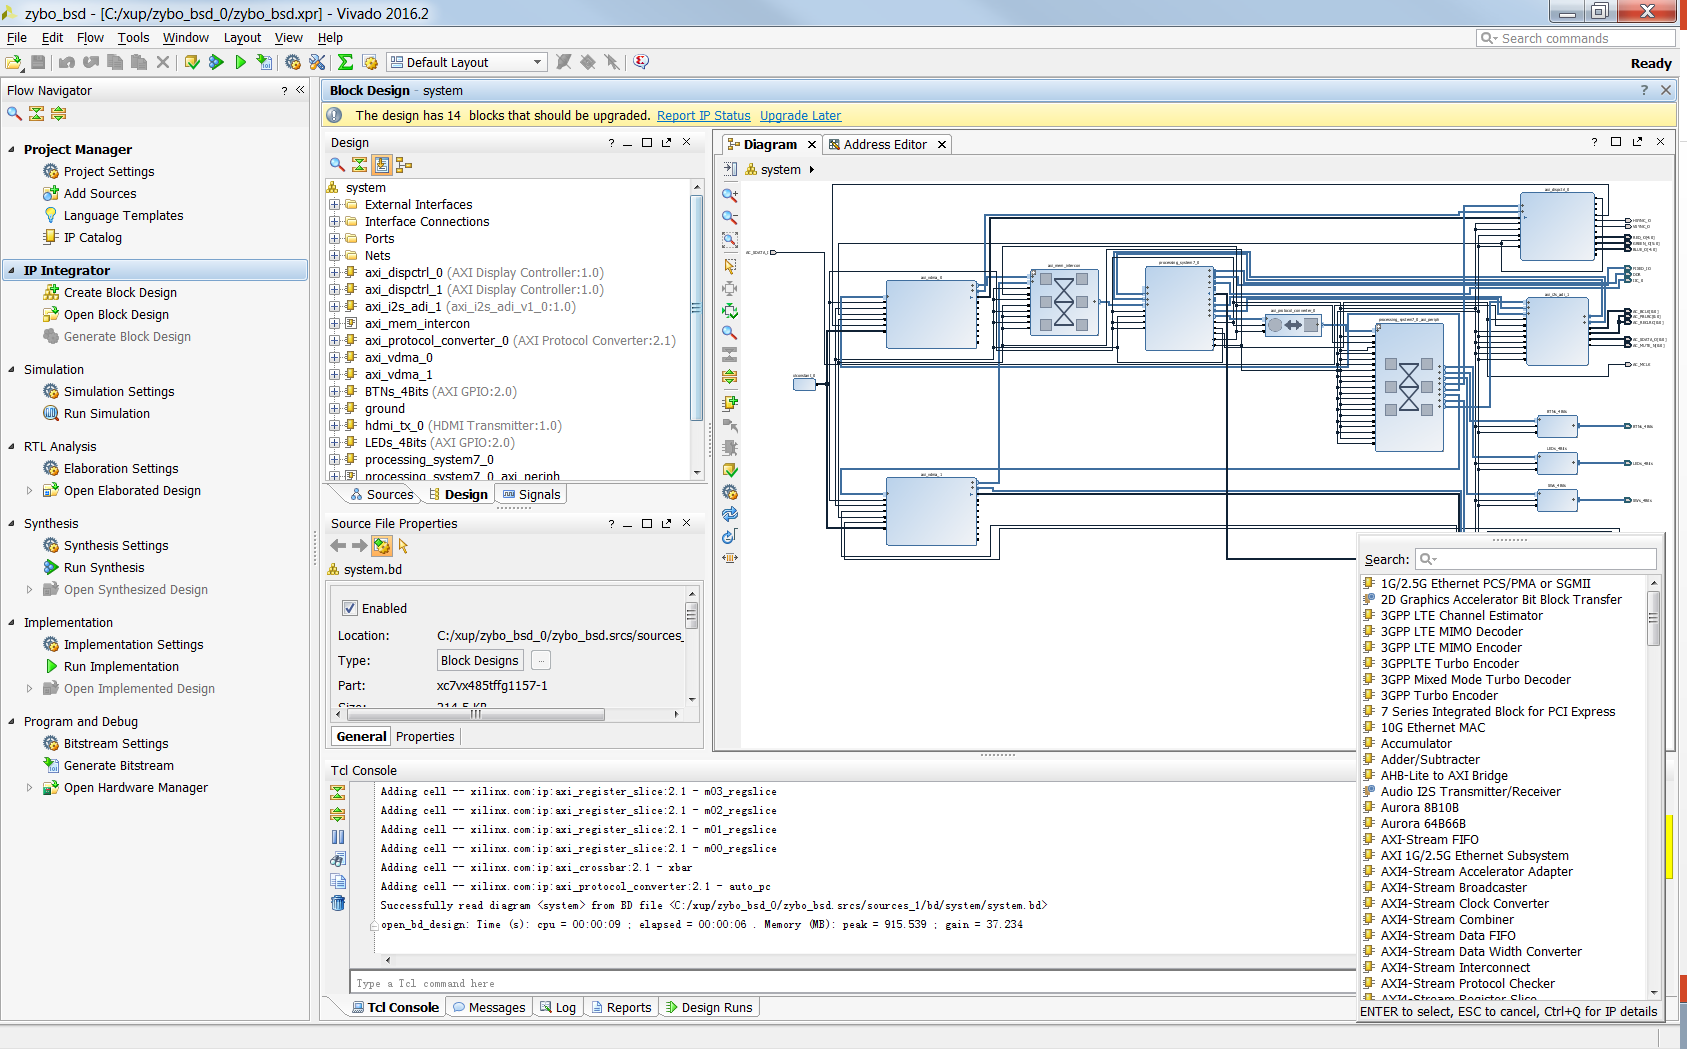 zybo_bsd - [C:/xup/zybo_bsd_0/zybo_bsd.xpr] - Vivado 2016.2
File Edit Flow Tools Window Layout View Help
Search commands
Default Layout
Ready
Flow Navigator
Project Manager
Project Settings
Add Sources
Language Templates
IP Catalog
IP Integrator
Create Block Design
Open Block Design
Generate Block Design
Simulation
Simulation Settings
Run Simulation
RTL Analysis
Elaboration Settings
Open Elaborated Design
Synthesis
Synthesis Settings
Run Synthesis
Open Synthesized Design
Implementation
Implementation Settings
Run Implementation
Open Implemented Design
Program and Debug
Bitstream Settings
Generate Bitstream
Open Hardware Manager
Block Design - system
The design has 14 blocks that should be upgraded. Report IP Status Upgrade Later
Design
system
External Interfaces
Interface Connections
Ports
Nets
axi_dispctrl_0 (AXI Display Controller:1.0)
axi_dispctrl_1 (AXI Display Controller:1.0)
axi_i2s_adi_1 (axi_i2s_adi_v1_0:1.0)
axi_mem_intercon
axi_protocol_converter_0 (AXI Protocol Converter:2.1)
axi_vdma_0
axi_vdma_1
BTNs_4Bits (AXI GPIO:2.0)
ground
hdmi_tx_0 (HDMI Transmitter:1.0)
LEDs_4Bits (AXI GPIO:2.0)
processing_system7_0
processing_system7_0_axi_periph
Sources Design Signals
Source File Properties
system.bd
Enabled
Location: C:/xup/zybo_bsd_0/zybo_bsd.srcs/sources_
Type: Block Designs ...
Part: xc7vx485tffg1157-1
Size: 214.5 KB
General Properties
Diagram Address Editor
system
axi_dispctrl_0
axi_vdma_0
axi_mem_intercon
processing_system7_0
axi_protocol_converter_0
processing_system7_0_axi_periph
axi_i2s_adi_1
axi_vdma_1
BTNs_4Bits
LEDs_4Bits
Search:
1G/2.5G Ethernet PCS/PMA or SGMII
2D Graphics Accelerator Bit Block Transfer
3GPP LTE Channel Estimator
3GPP LTE MIMO Decoder
3GPP LTE MIMO Encoder
3GPPLTE Turbo Encoder
3GPP Mixed Mode Turbo Decoder
3GPP Turbo Encoder
7 Series Integrated Block for PCI Express
10G Ethernet MAC
Accumulator
Adder/Subtracter
AHB-Lite to AXI Bridge
Audio I2S Transmitter/Receiver
Aurora 8B10B
Aurora 64B66B
AXI-Stream FIFO
AXI 1G/2.5G Ethernet Subsystem
AXI4-Stream Accelerator Adapter
AXI4-Stream Broadcaster
AXI4-Stream Clock Converter
AXI4-Stream Combiner
AXI4-Stream Data FIFO
AXI4-Stream Data Width Converter
AXI4-Stream Interconnect
AXI4-Stream Protocol Checker
AXI4-Stream Register Slice
ENTER to select, ESC to cancel, Ctrl+Q for IP details
Tcl Console
Adding cell -- xilinx.com:ip:axi_register_slice:2.1 - m03_regslice
Adding cell -- xilinx.com:ip:axi_register_slice:2.1 - m02_regslice
Adding cell -- xilinx.com:ip:axi_register_slice:2.1 - m01_regslice
Adding cell -- xilinx.com:ip:axi_register_slice:2.1 - m00_regslice
Adding cell -- xilinx.com:ip:axi_crossbar:2.1 - xbar
Adding cell -- xilinx.com:ip:axi_protocol_converter:2.1 - auto_pc
Successfully read diagram <system> from BD file <C:/xup/zybo_bsd_0/zybo_bsd.srcs/sources_1/bd/system/system.bd>
open_bd_design: Time (s): cpu = 00:00:09 ; elapsed = 00:00:06 . Memory (MB): peak = 915.539 ; gain = 37.234
Type a Tcl command here
Tcl Console Messages Log Reports Design Runs